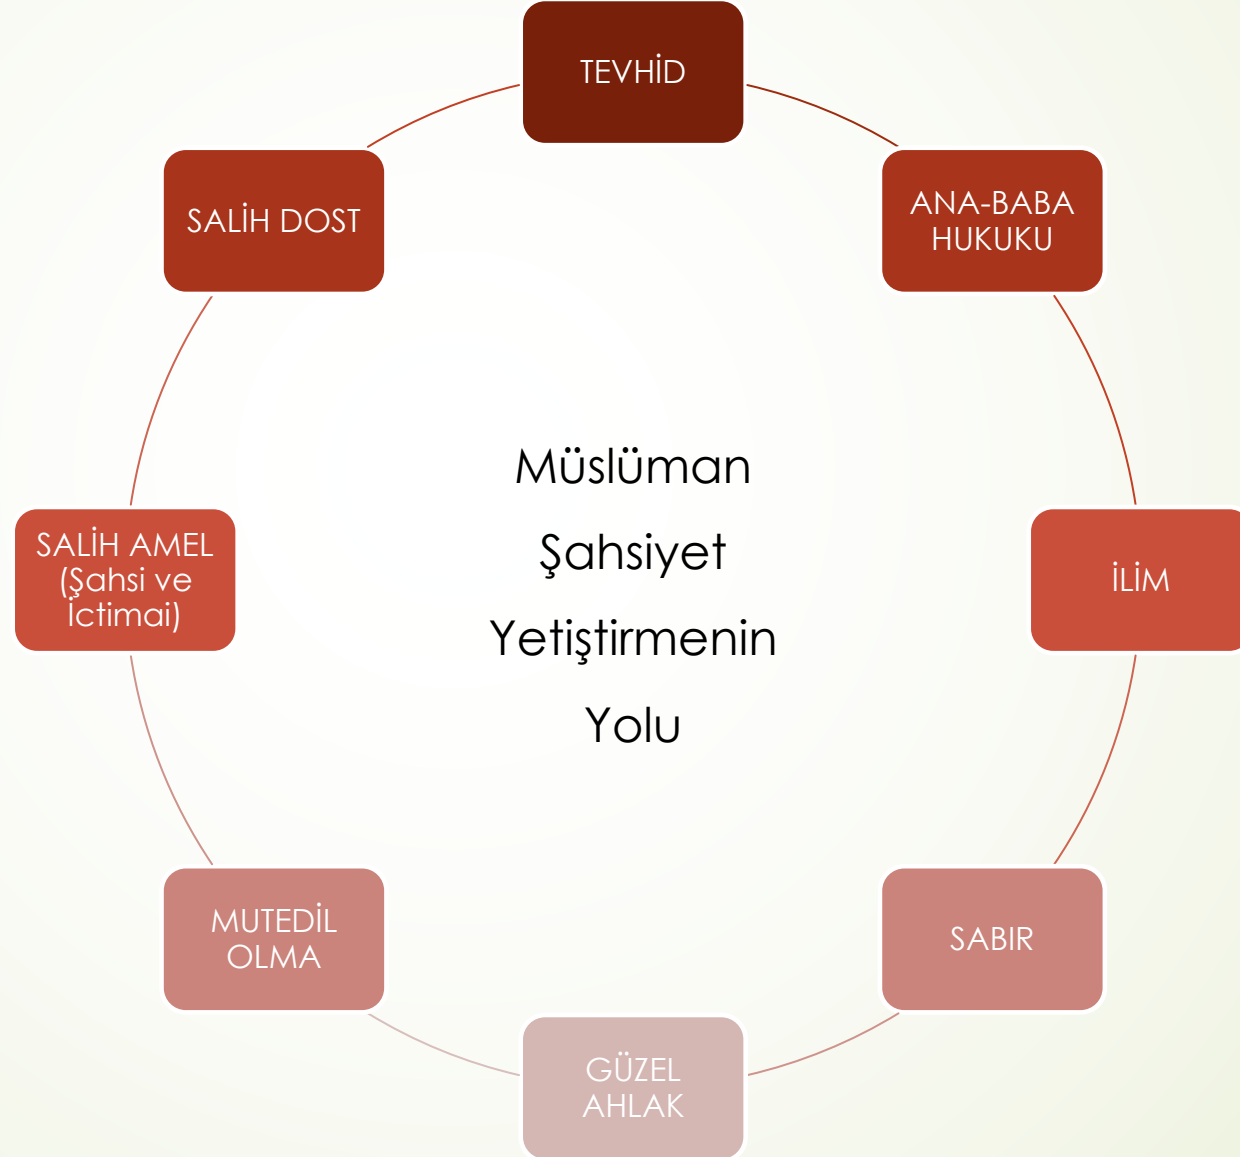 TEVHİD
ANA-BABA
HUKUKU
İLİM
SABIR
GÜZEL
AHLAK
MUTEDİL
OLMA
SALİH AMEL
(Şahsi ve
İctimai)
SALİH DOST
Müslüman
Şahsiyet
Yetiştirmenin
Yolu